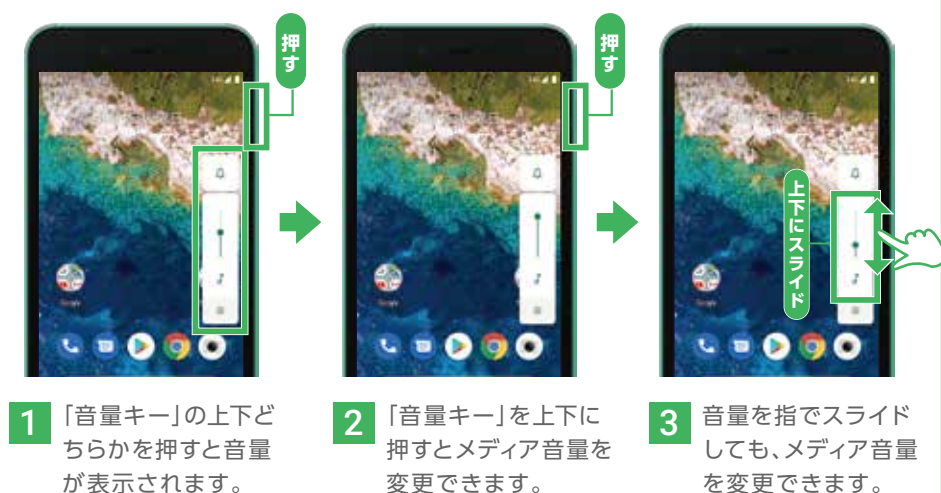 押す
押す
上下にスライド
Google
Google
Google
1
「音量キー」の上下ど
ちらかを押すと音量
が表示されます。
2
「音量キー」を上下に
押すとメディア音量を
変更できます。
3
音量を指でスライド
しても、メディア音量
を変更できます。